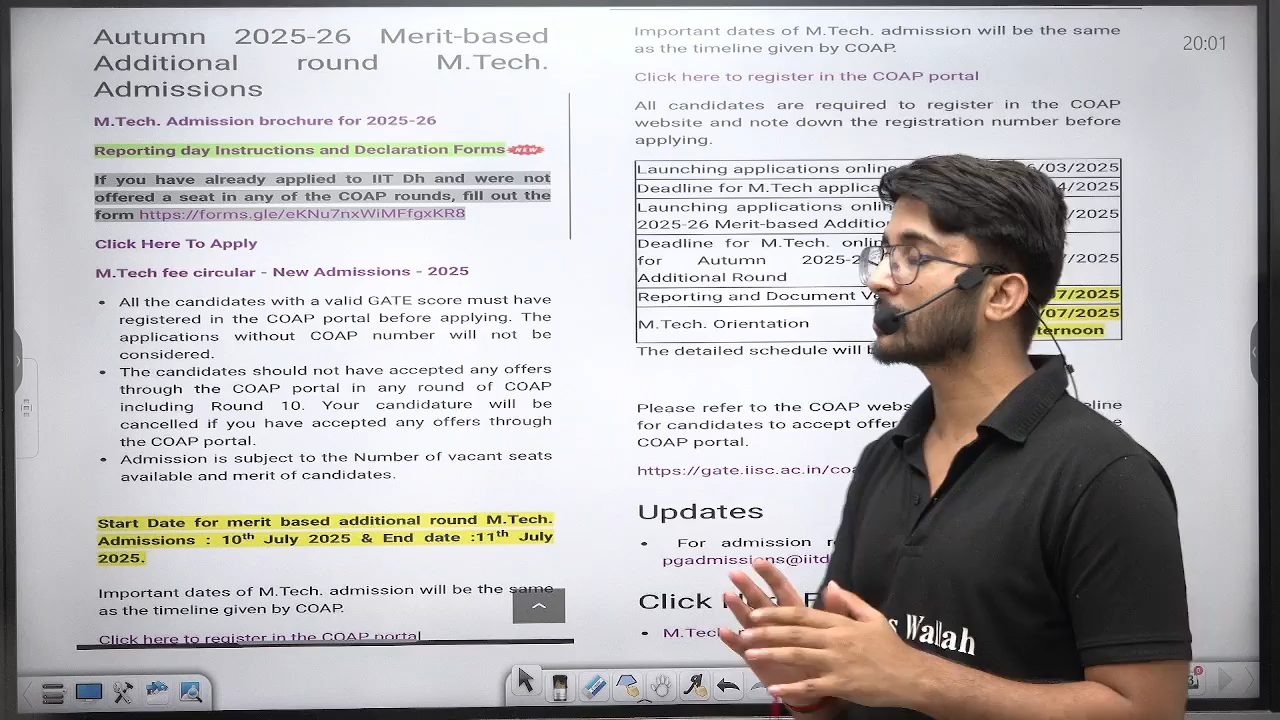 Autumn 2025-26 Merit-based
Additional round M.Tech.
Admissions
M.Tech. Admission brochure for 2025-26
Reporting day Instructions and Declaration Forms NEW
If you have already applied to IIT Dh and were not
offered a seat in any of the COAP rounds, fill out the
form https://forms.gle/eKNu7nxWiMFfgxKR8
Click Here To Apply
M.Tech fee circular - New Admissions - 2025
• All the candidates with a valid GATE score must have
registered in the COAP portal before applying. The
applications without COAP number will not be
considered.
• The candidates should not have accepted any offers
through the COAP portal in any round of COAP
including Round 10. Your candidature will be
cancelled if you have accepted any offers through
the COAP portal.
• Admission is subject to the Number of vacant seats
available and merit of candidates.
Start Date for merit based additional round M.Tech.
Admissions : 10th July 2025 & End date :11th July
2025.
Important dates of M.Tech. admission will be the same
as the timeline given by COAP.
Click here to register in the COAP portal
Important dates of M.Tech. admission will be the same
as the timeline given by COAP.
20:01
Click here to register in the COAP portal
All candidates are required to register in the COAP
website and note down the registration number before
applying.
Launching applications online /03/2025
Deadline for M.Tech /2025
Launching applications online /2025
2025-26 Merit-based
Deadline for M.Tech.
for Autumn /2025
Additional Round
Reporting and Document 07/2025
M.Tech. Orientation /07/2025
The detailed schedule will
Please refer to the COAP
for candidates to accept
COAP portal.
https://gate.iisc.ac.in/
Updates
• For admission
Click
• M.Tech
Wallah